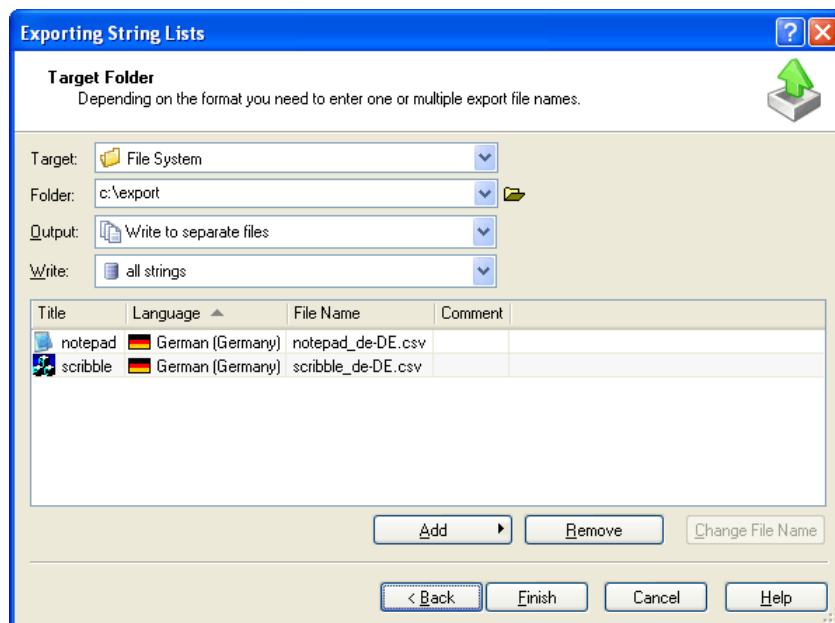 Exporting String Lists
Target Folder
Depending on the format you need to enter one or multiple export file names.
Target: File System
Folder: c:\export
Output: Write to separate files
Write: all strings
Title Language File Name Comment
notepad German (Germany) notepad_de-DE.csv
scribble German (Germany) scribble_de-DE.csv
Add Remove Change File Name
< Back Finish Cancel Help